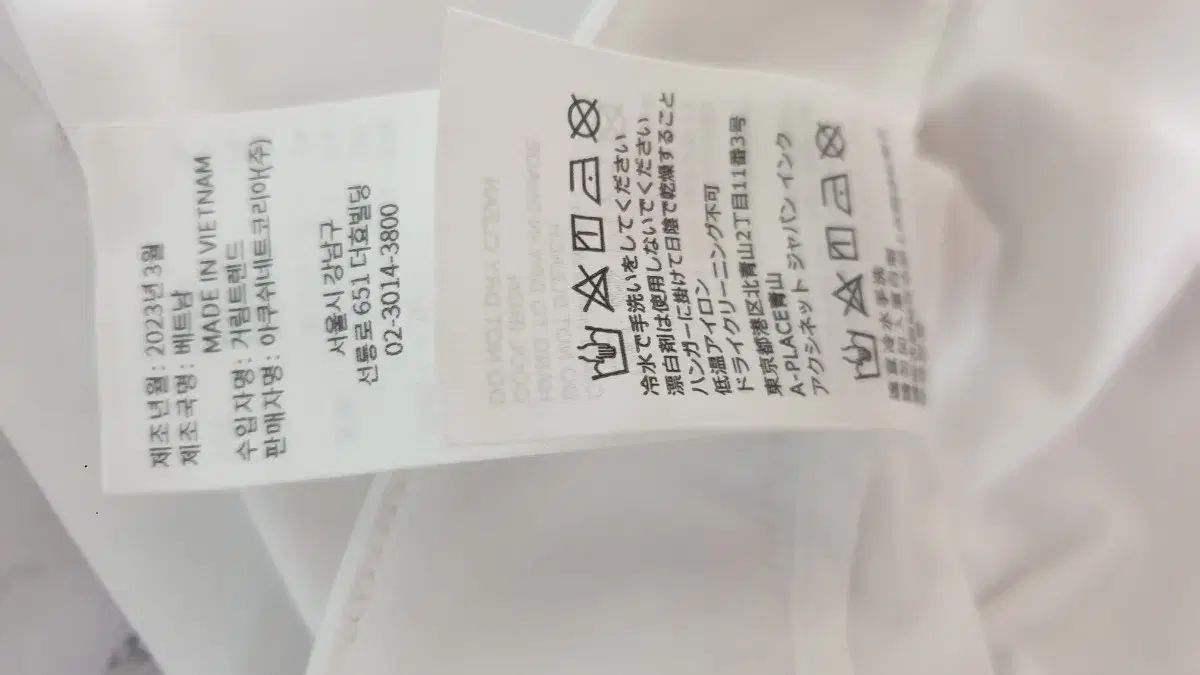 제조년월 : 2023년 3월
제조국명 : 베트남
MADE IN VIETNAM
수입자명 : 거림트렌드
판매자명 : 아쿠쉬네트코리아(주)
서울시 강남구
선릉로 651 더효빌딩
02-3014-3800
冷水で手洗いをしてください
漂白剤は使用しないでください
ハンガーに掛けて日陰で乾燥すること
低温アイロン
ドライクリーニング不可
東京都港区北青山2丁目11番3号
A-PLACE青山
アクシネット ジャパン インク